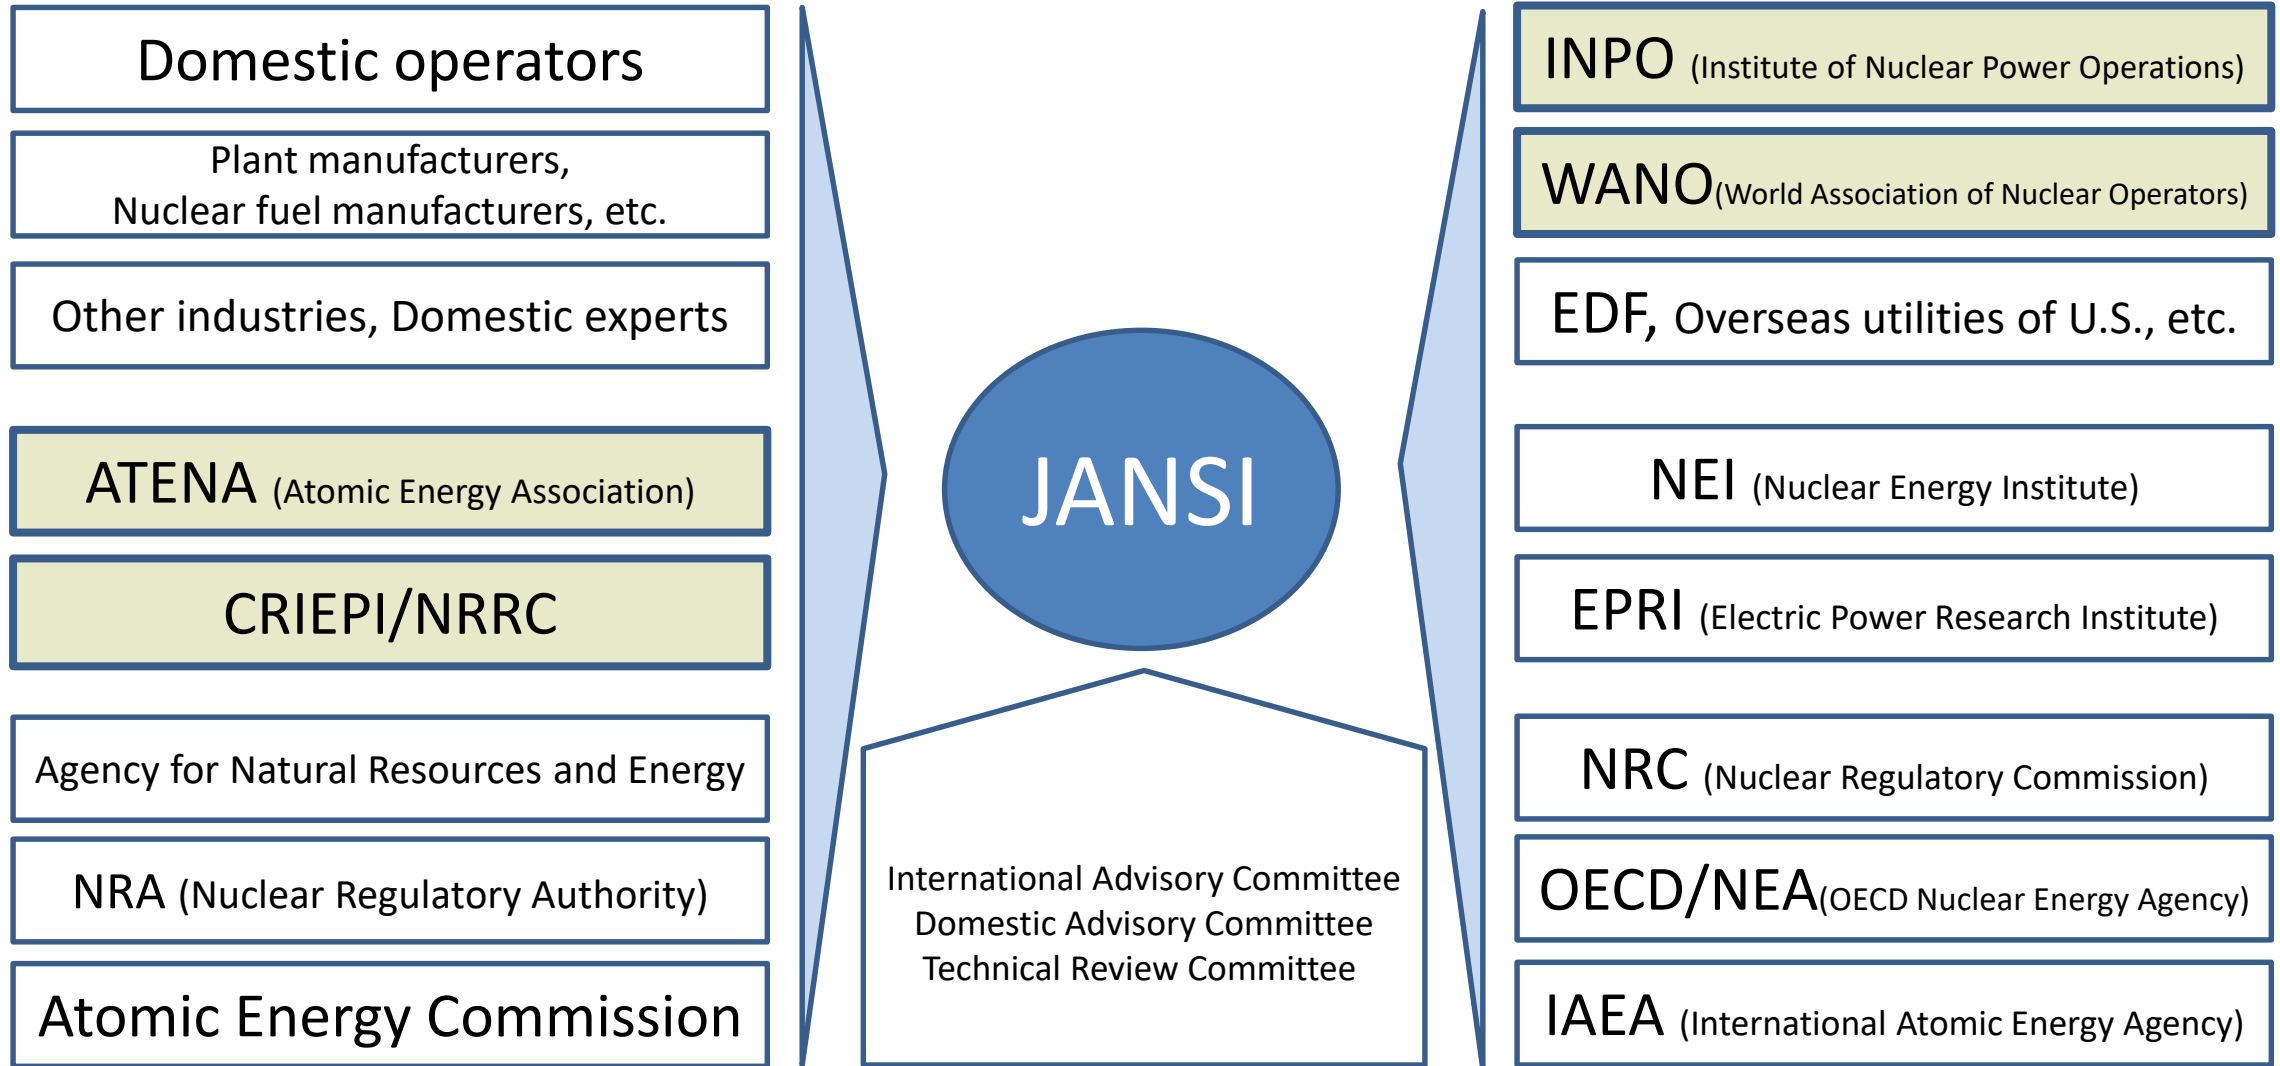 Domestic operators
Plant manufacturers,
Nuclear fuel manufacturers, etc.
Other industries, Domestic experts
ATENA (Atomic Energy Association)
CRIEPI/NRRC
Agency for Natural Resources and Energy
NRA (Nuclear Regulatory Authority)
Atomic Energy Commission
JANSI
International Advisory Committee
Domestic Advisory Committee
Technical Review Committee
INPO (Institute of Nuclear Power Operations)
WANO(World Association of Nuclear Operators)
EDF, Overseas utilities of U.S., etc.
NEI (Nuclear Energy Institute)
EPRI (Electric Power Research Institute)
NRC (Nuclear Regulatory Commission)
OECD/NEA(OECD Nuclear Energy Agency)
IAEA (International Atomic Energy Agency)